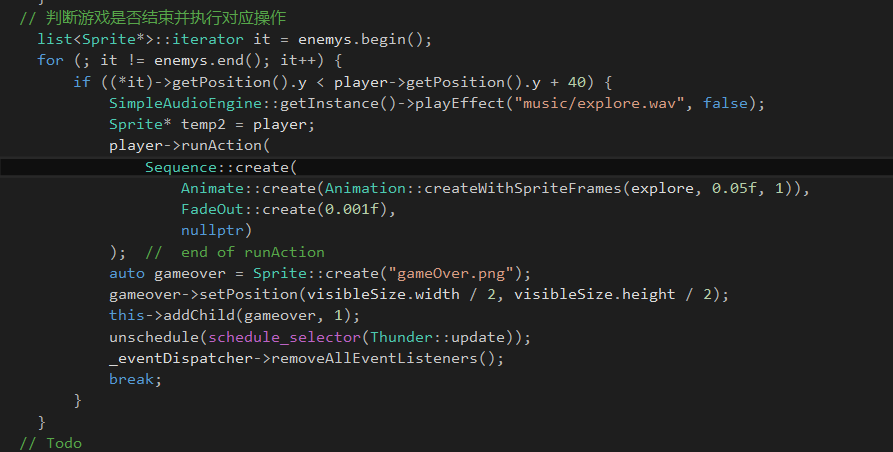 }
// 判断游戏是否结束并执行对应操作
list<Sprite*>::iterator it = enemys.begin();
for (; it != enemys.end(); it++) {
if ((*it)->getPosition().y < player->getPosition().y + 40) {
SimpleAudioEngine::getInstance()->playEffect("music/explore.wav", false);
Sprite* temp2 = player;
player->runAction(
Sequence::create(
Animate::create(Animation::createWithSpriteFrames(explore, 0.05f, 1)),
FadeOut::create(0.001f),
nullptr)
); // end of runAction
auto gameover = Sprite::create("gameOver.png");
gameover->setPosition(visibleSize.width / 2, visibleSize.height / 2);
this->addChild(gameover, 1);
unschedule(schedule_selector(Thunder::update));
_eventDispatcher->removeAllEventListeners();
break;
}
}
// Todo